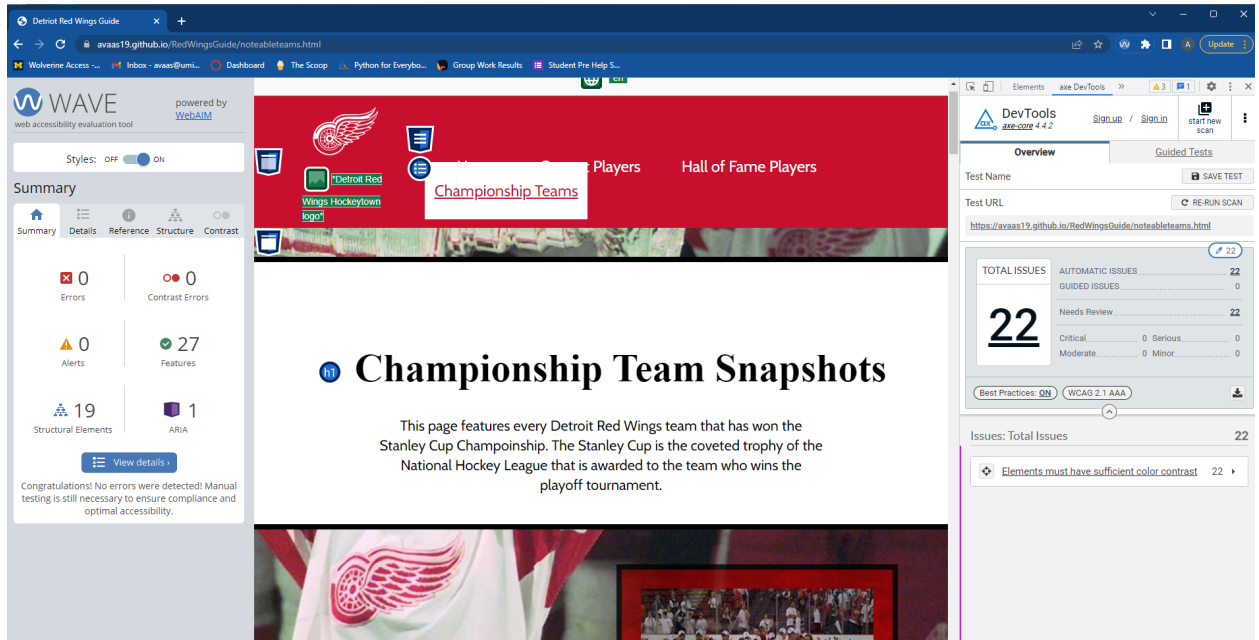 Detriot Red Wings Guide
avaas19.github.io/RedWingsGuide/noteableteams.html
A
Update
M Wolverine Access -... Inbox - avaas@umi... Dashboard The Scoop Python for Everybo... Group Work Results Student Pre Help S...
WAVE
web accessibility evaluation tool
powered by
WebAIM
Styles: OFF ON
Summary
Summary Details Reference Structure Contrast
0
Errors
0
Contrast Errors
0
Alerts
27
Features
19
Structural Elements
1
ARIA
View details ›
Congratulations! No errors were detected! Manual
testing is still necessary to ensure compliance and
optimal accessibility.
en
*Detroit Red
Wings Hockeytown
logo*
Players
Hall of Fame Players
Championship Teams
h1 Championship Team Snapshots
This page features every Detroit Red Wings team that has won the
Stanley Cup Champoinship. The Stanley Cup is the coveted trophy of the
National Hockey League that is awarded to the team who wins the
playoff tournament.
Elements axe DevTools » 3 1
ax DevTools
axe-core 4.4.2
Sign up / Sign in
start new
scan
Overview Guided Tests
Test Name SAVE TEST
Test URL RE-RUN SCAN
https://avaas19.github.io/RedWingsGuide/noteableteams.html
22
TOTAL ISSUES
22
AUTOMATIC ISSUES 22
GUIDED ISSUES 0
Needs Review 22
Critical 0 Serious 0
Moderate 0 Minor 0
Best Practices: ON WCAG 2.1 AAA
Issues: Total Issues 22
Elements must have sufficient color contrast 22